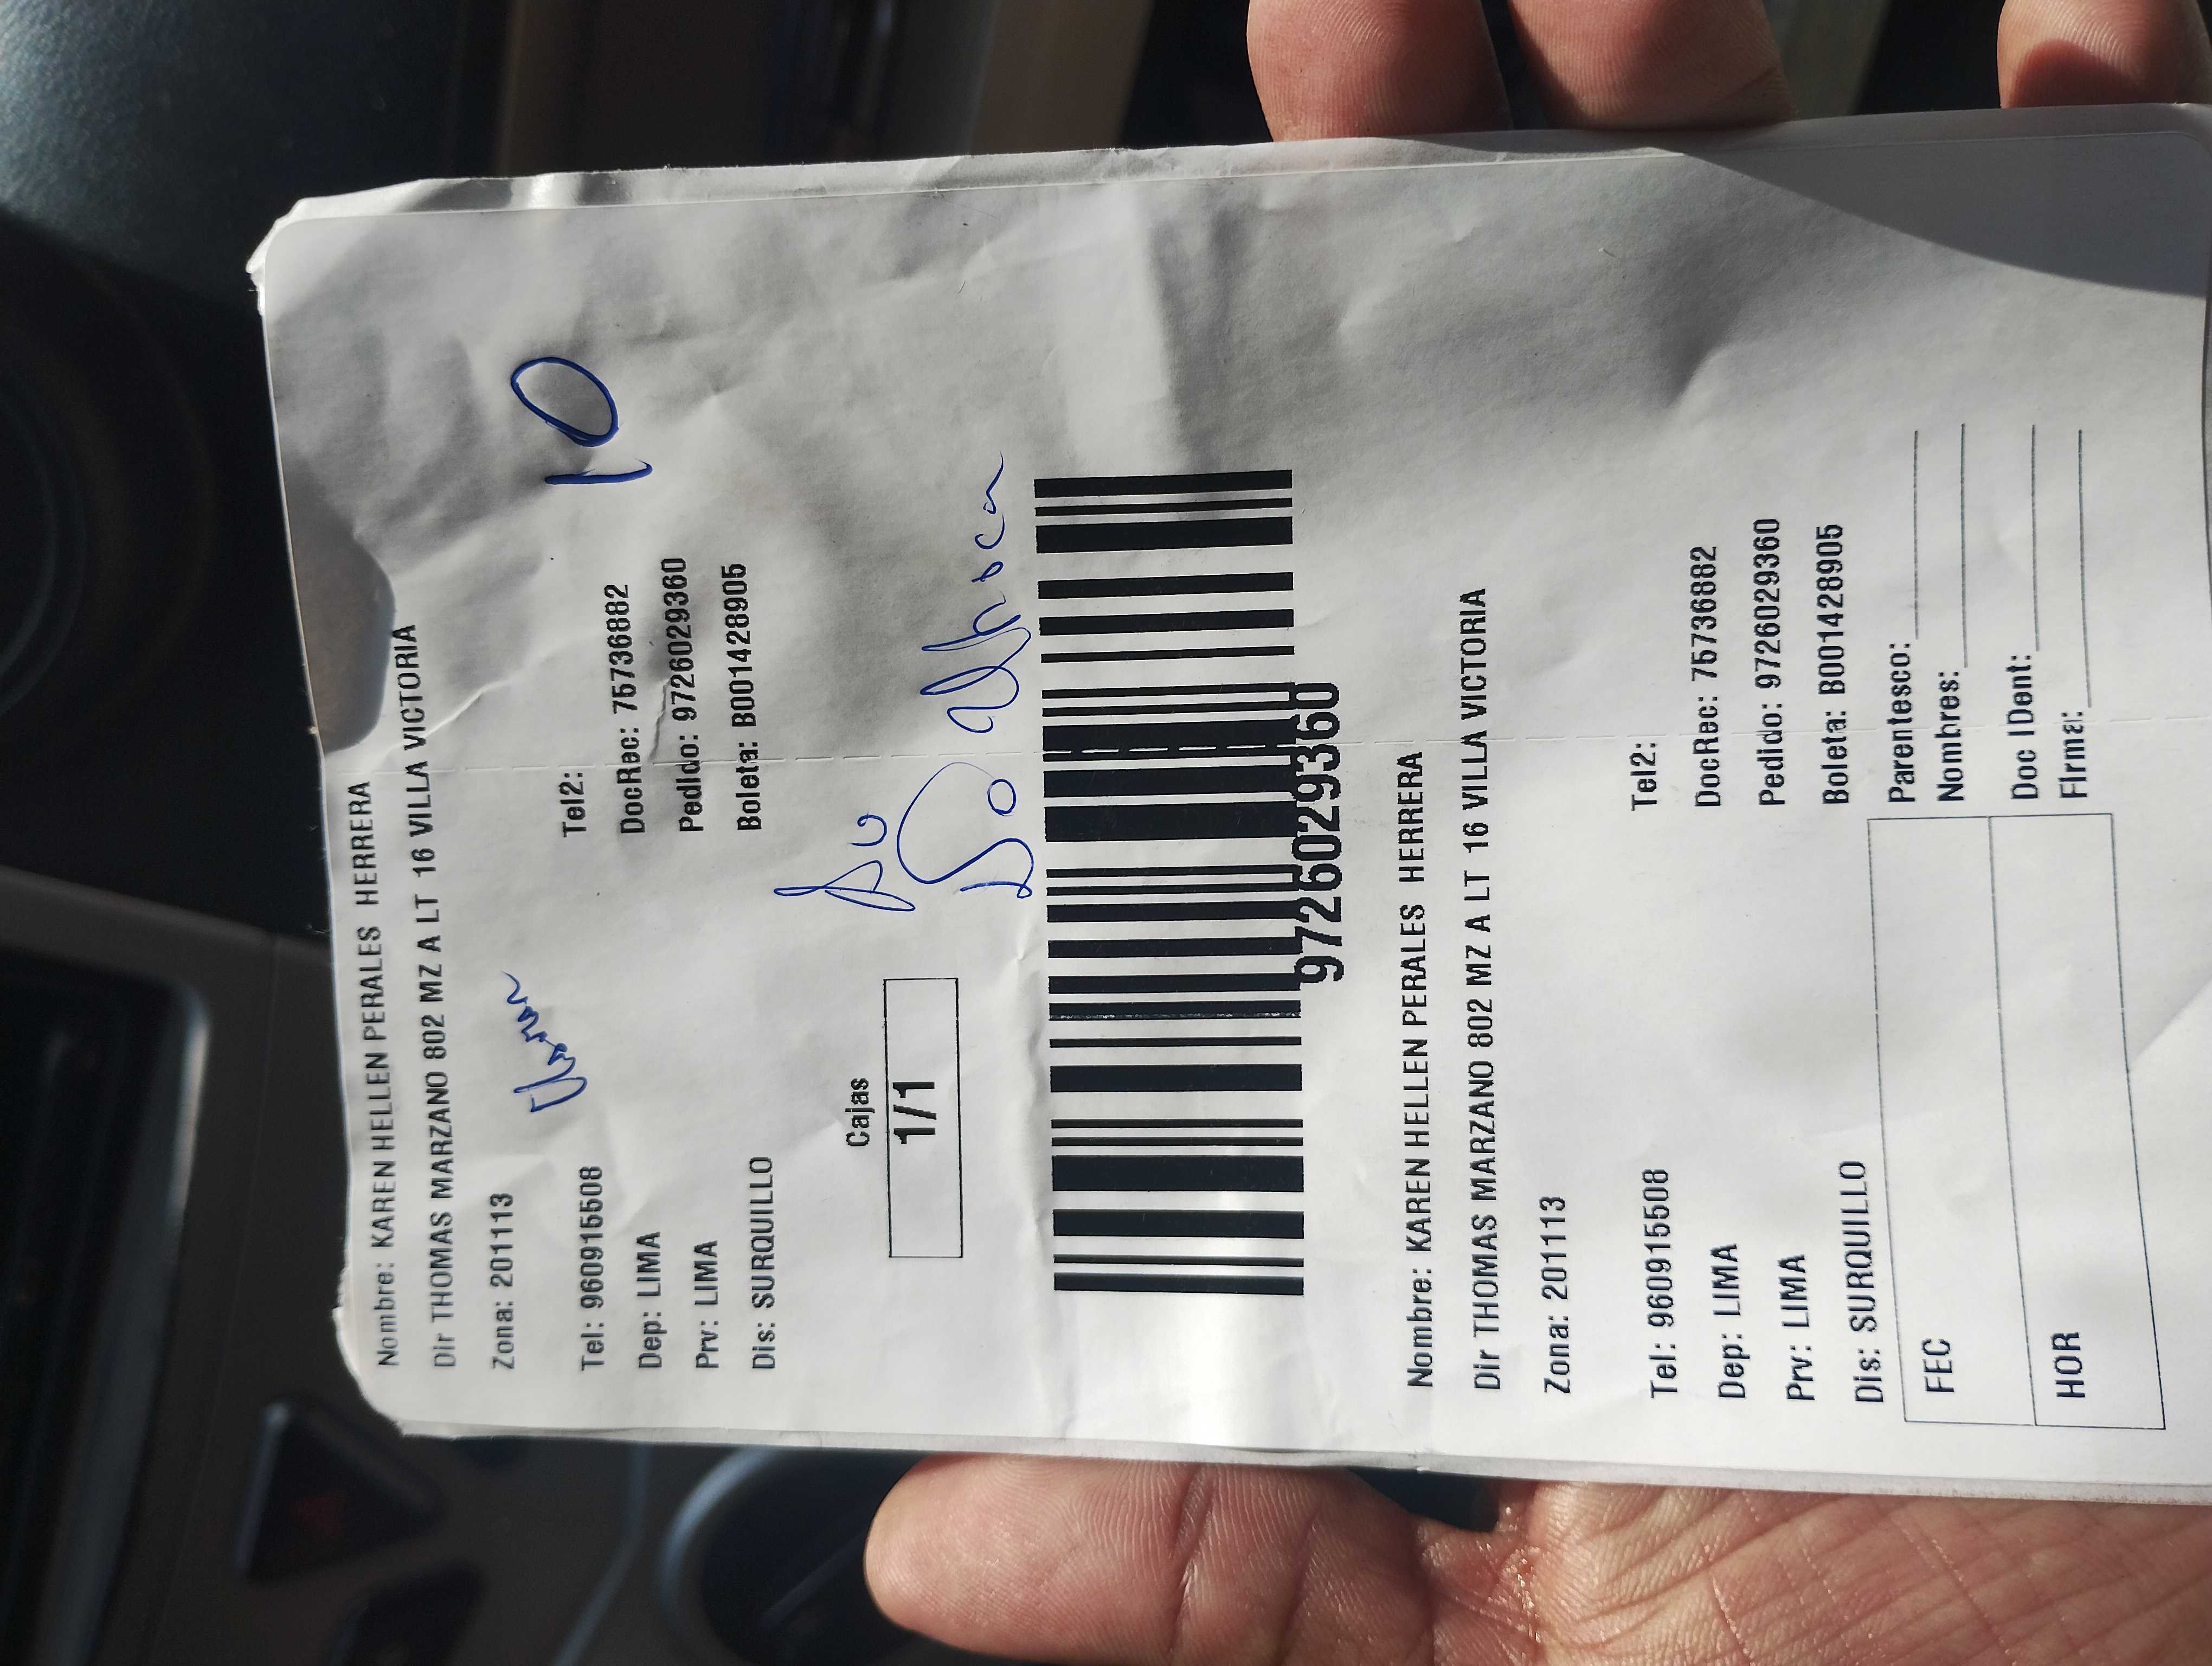 Nombre: KAREN HELLEN PERALES HERRERA
Dir THOMAS MARZANO 802 MZ A LT 16 VILLA VICTORIA
Zona: 201113
10
Tel: 960915508 Tel2:
Dep: LIMA DocRec: 75736882
Prv: LIMA Pedido: 972602936​0
Dis: SURQUILLO Boleta: B001428905
Cajas
1/1
9726029360
Nombre: KAREN HELLEN PERALES HERRERA
Dir THOMAS MARZANO 802 MZ A LT 16 VILLA VICTORIA
Zona: 201113
Tel: 960915508 Tel2:
Dep: LIMA DocRec: 75736882
Prv: LIMA Pedido: 9726029360
Dis: SURQUILLO Boleta: B001428905
FEC Parentesco:
Nombres:
HOR Doc IDent:
Firma: